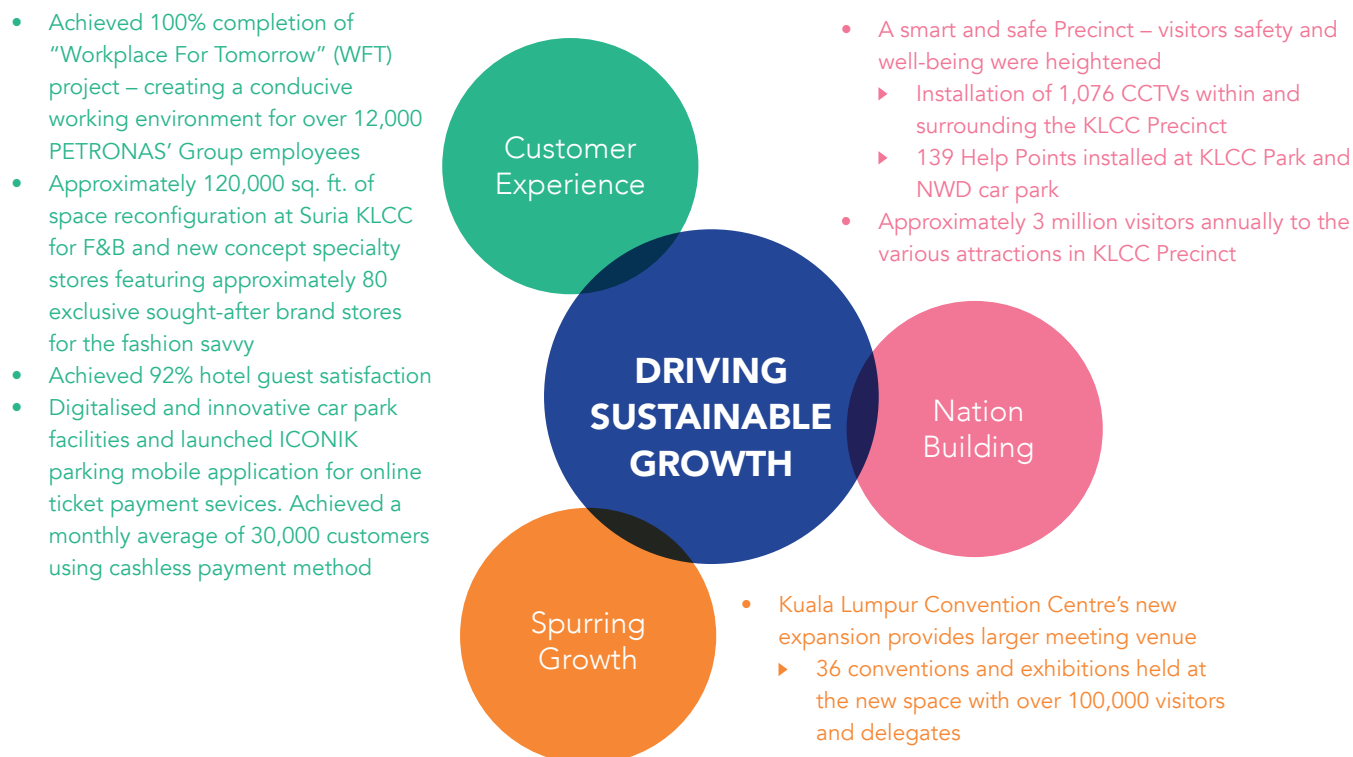 • Achieved 100% completion of
“Workplace For Tomorrow” (WFT)
project – creating a conducive
working environment for over 12,000
PETRONAS’ Group employees
• Approximately 120,000 sq. ft. of
space reconfiguration at Suria KLCC
for F&B and new concept specialty
stores featuring approximately 80
exclusive sought-after brand stores
for the fashion savvy
• Achieved 92% hotel guest satisfaction
• Digitalised and innovative car park
facilities and launched ICONIK
parking mobile application for online
ticket payment sevices. Achieved a
monthly average of 30,000 customers
using cashless payment method
Customer
Experience
• A smart and safe Precinct – visitors safety and
well-being were heightened
▸ Installation of 1,076 CCTVs within and
surrounding the KLCC Precinct
▸ 139 Help Points installed at KLCC Park and
NWD car park
• Approximately 3 million visitors annually to the
various attractions in KLCC Precinct
DRIVING
SUSTAINABLE
GROWTH
Nation
Building
Spurring
Growth
• Kuala Lumpur Convention Centre’s new
expansion provides larger meeting venue
▸ 36 conventions and exhibitions held at
the new space with over 100,000 visitors
and delegates